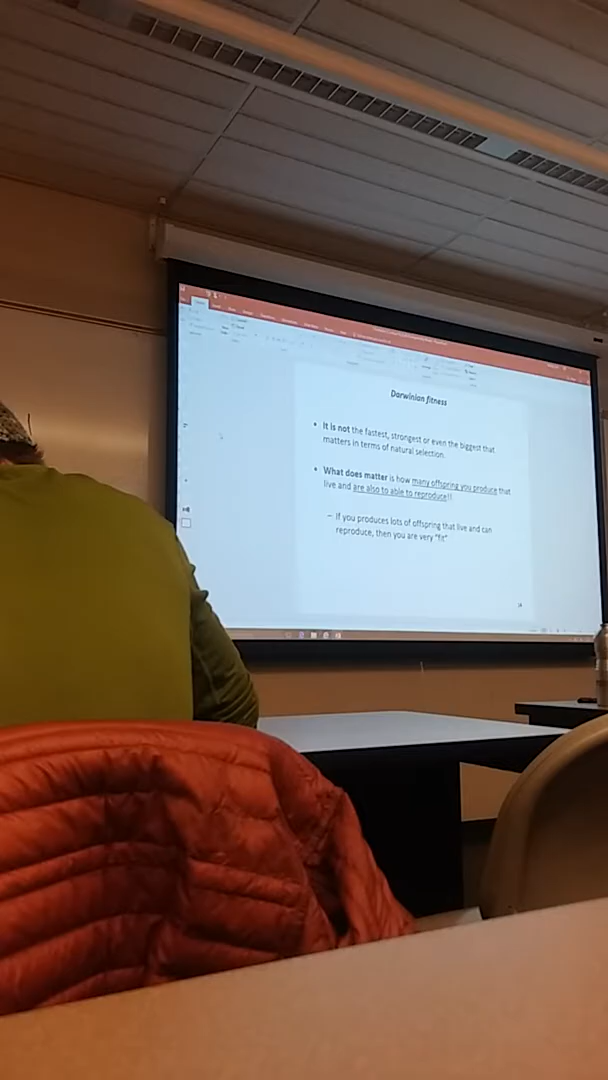 Darwinian fitness
• It is not the fastest, strongest or even the biggest that
matters in terms of natural selection.
• What does matter is how many offspring you produce that
live and are also to able to reproduce!!
– If you produces lots of offspring that live and can
reproduce, then you are very "fit"